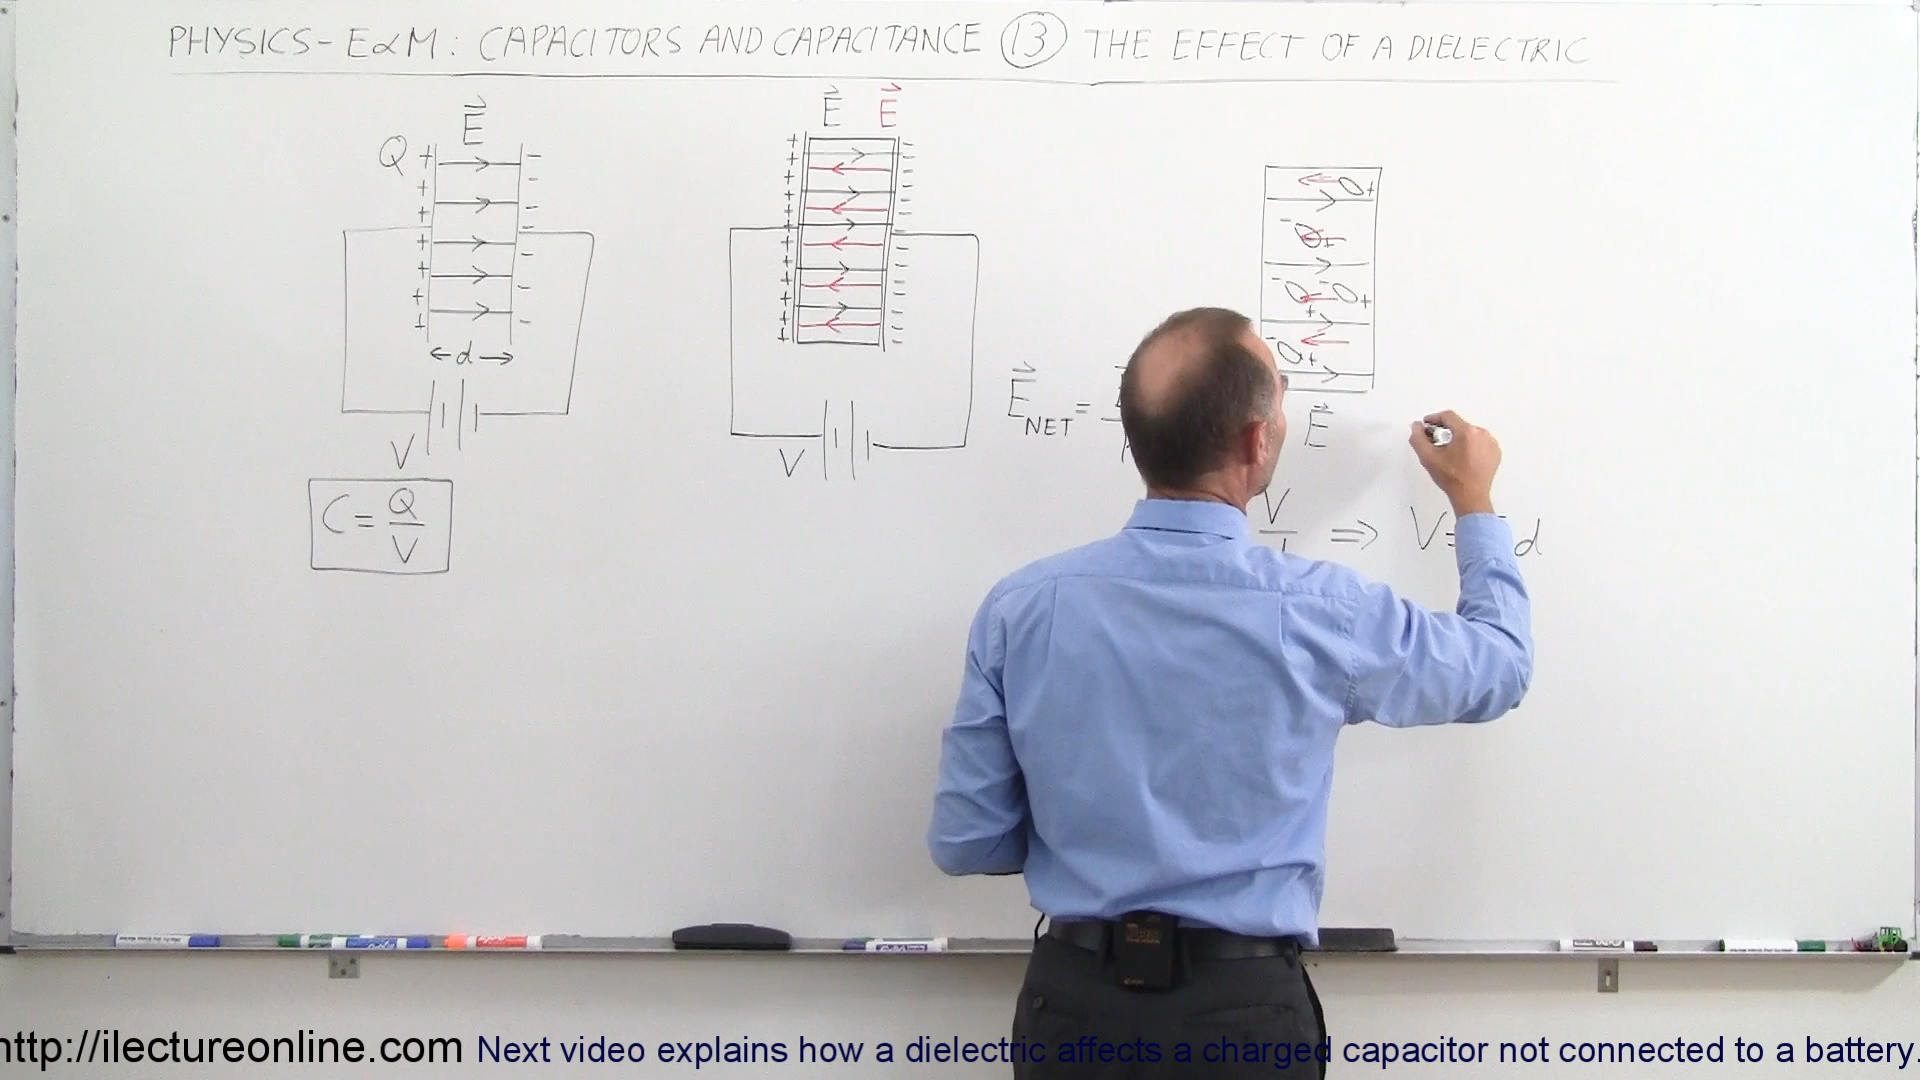 PHYSICS - E & M: CAPACITORS AND CAPACITANCE 13 THE EFFECT OF A DIELECTRIC
E
Q
d
V
C = Q/V
E E
V
E NET =
E
V ⇒ V = d
http://ilectureonline.com Next video explains how a dielectric affects a charged capacitor not connected to a battery.